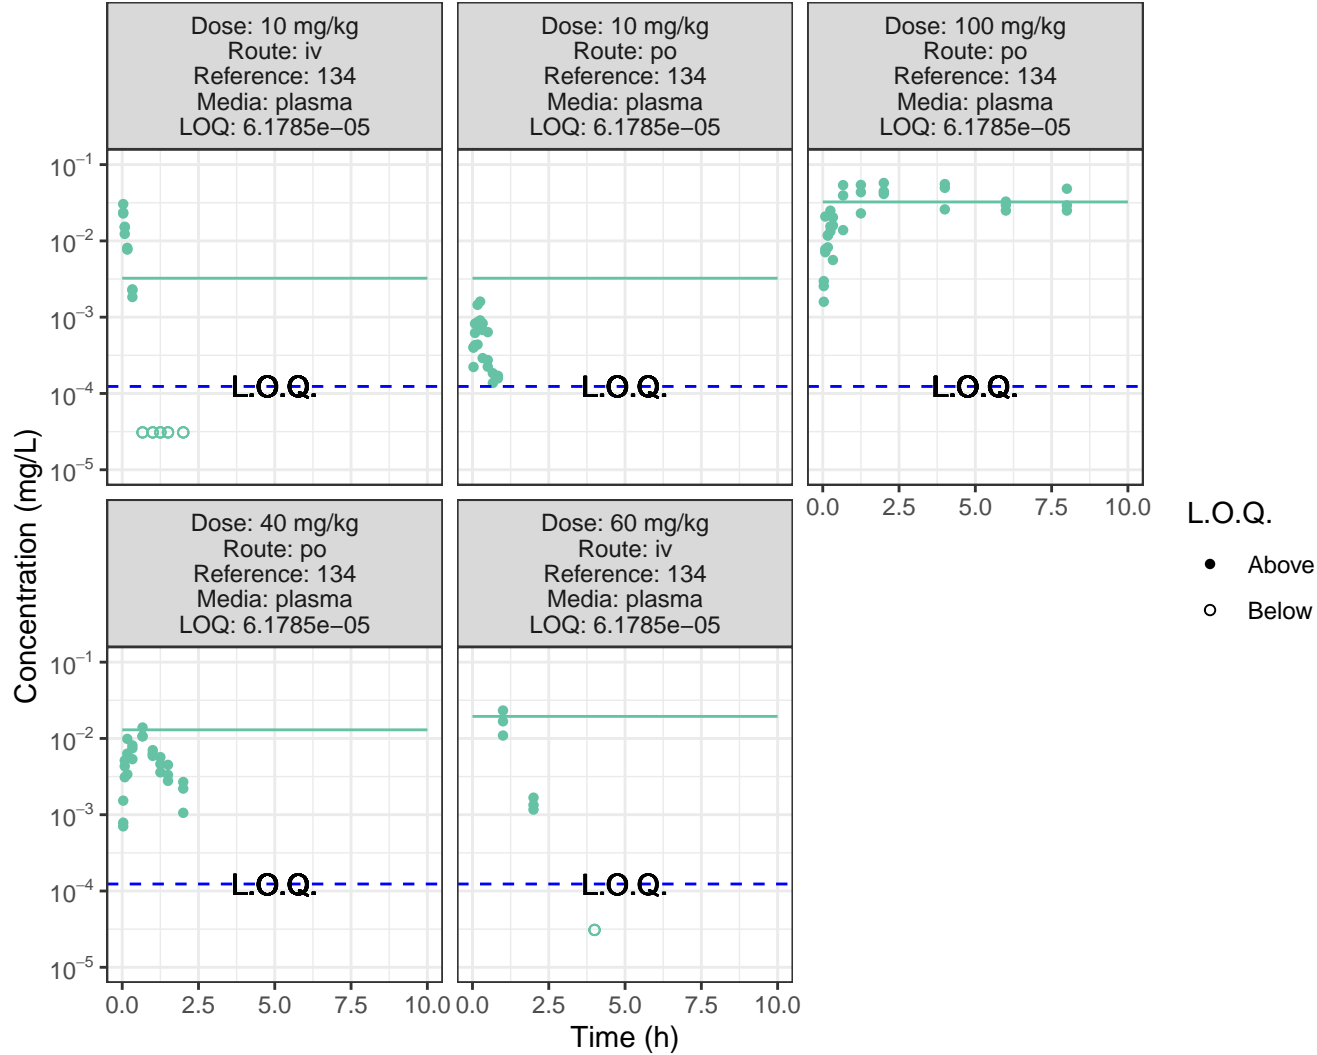 Dose: 10 mg/kg
Route: iv
Reference: 134
Media: plasma
LOQ: 6.1785e−05
Dose: 10 mg/kg
Route: po
Reference: 134
Media: plasma
LOQ: 6.1785e−05
Dose: 100 mg/kg
Route: po
Reference: 134
Media: plasma
LOQ: 6.1785e−05
10⁻¹
10⁻²
10⁻³
10⁻⁴
10⁻⁵
L.O.Q.
L.O.Q.
L.O.Q.
0.0 2.5 5.0 7.5 10.0
Dose: 40 mg/kg
Route: po
Reference: 134
Media: plasma
LOQ: 6.1785e−05
Dose: 60 mg/kg
Route: iv
Reference: 134
Media: plasma
LOQ: 6.1785e−05
10⁻¹
10⁻²
10⁻³
10⁻⁴
10⁻⁵
L.O.Q.
L.O.Q.
0.0 2.5 5.0 7.5 10.0
0.0 2.5 5.0 7.5 10.0
Time (h)
Concentration (mg/L)
L.O.Q.
Above
Below